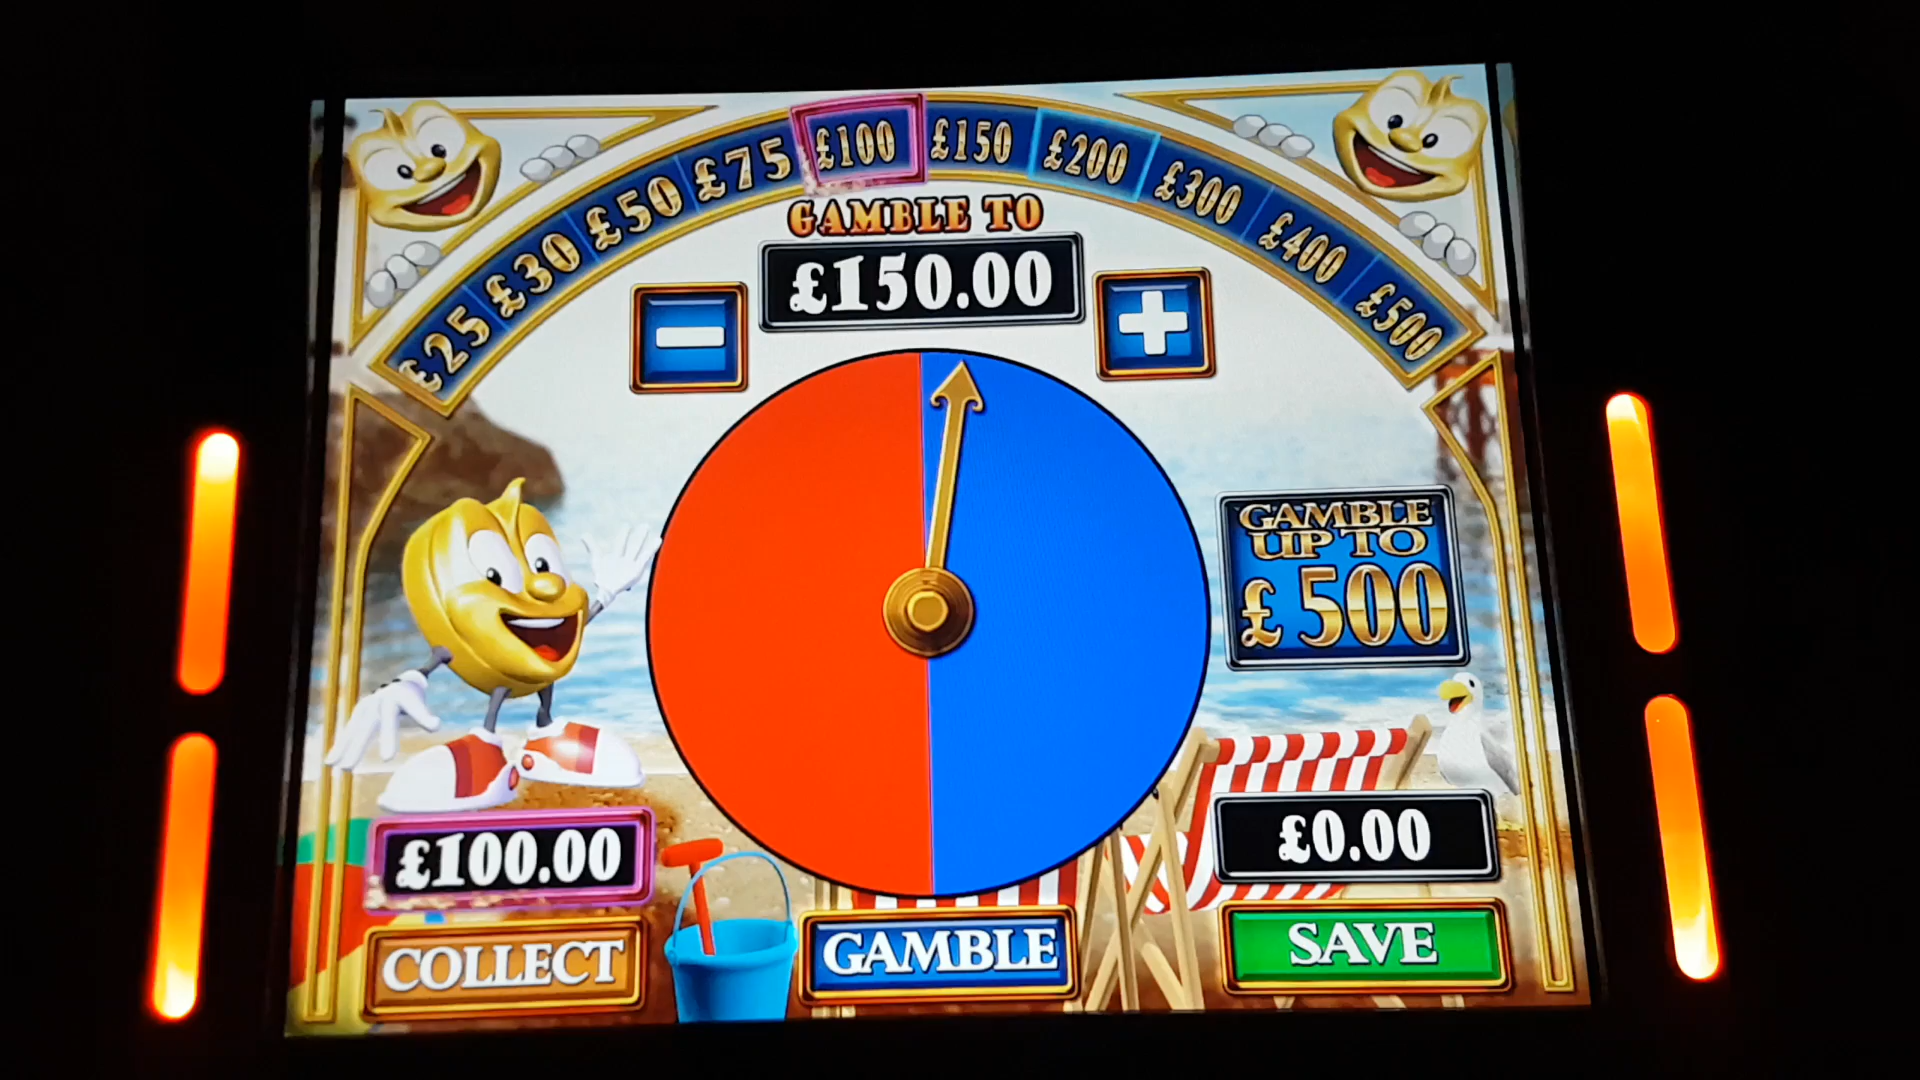 £25 £30 £50 £75 £100 £150 £200 £300 £400 £500
GAMBLE TO
£150.00
GAMBLE
UP TO
£500
£100.00
£0.00
COLLECT
GAMBLE
SAVE